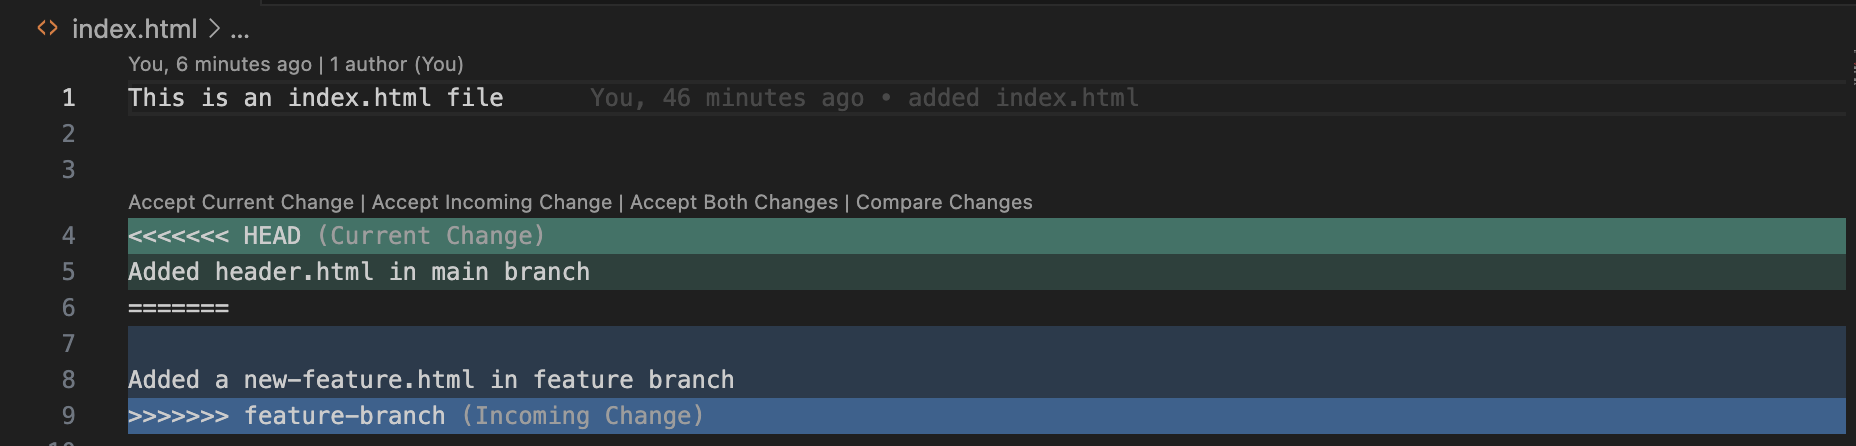 index.html > ...
You, 6 minutes ago | 1 author (You)
1 This is an index.html file You, 46 minutes ago • added index.html
2
3
Accept Current Change | Accept Incoming Change | Accept Both Changes | Compare Changes
4 <<<<<<< HEAD (Current Change)
5 Added header.html in main branch
6 =======
7
8 Added a new-feature.html in feature branch
9 >>>>>>> feature-branch (Incoming Change)